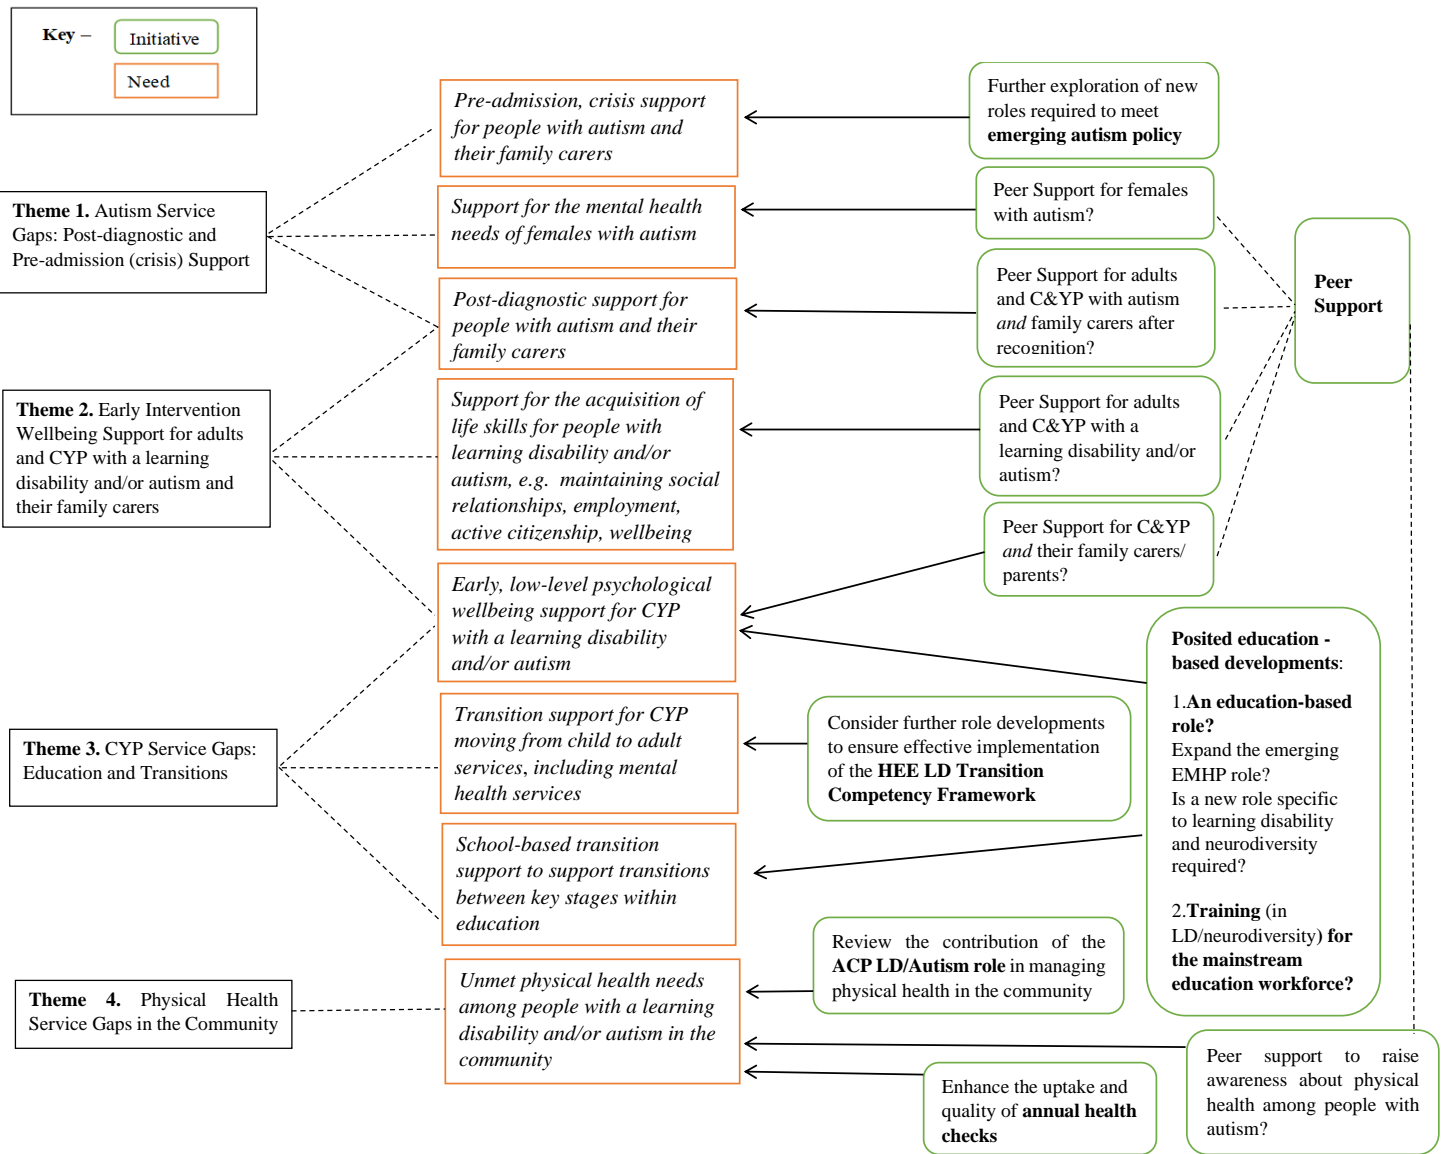 Key –
Initiative
Need
Theme 1. Autism Service
Gaps: Post-diagnostic and
Pre-admission (crisis) Support
Theme 2. Early Intervention
Wellbeing Support for adults
and CYP with a learning
disability and/or autism and
their family carers
Theme 3. CYP Service Gaps:
Education and Transitions
Theme 4. Physical Health
Service Gaps in the Community
Pre-admission, crisis support
for people with autism and
their family carers
Support for the mental health
needs of females with autism
Post-diagnostic support for
people with autism and their
family carers
Support for the acquisition of
life skills for people with
learning disability and/or
autism, e.g. maintaining social
relationships, employment,
active citizenship, wellbeing
Early, low-level psychological
wellbeing support for CYP
with a learning disability
and/or autism
Transition support for CYP
moving from child to adult
services, including mental
health services
School-based transition
support to support transitions
between key stages within
education
Unmet physical health needs
among people with a learning
disability and/or autism in the
community
Further exploration of new
roles required to meet
emerging autism policy
Peer Support for females
with autism?
Peer Support for adults
and C&YP with autism
and family carers after
recognition?
Peer Support for adults
and C&YP with a
learning disability and/or
autism?
Peer Support for C&YP
and their family carers/
parents?
Consider further role developments
to ensure effective implementation
of the HEE LD Transition
Competency Framework
Review the contribution of the
ACP LD/Autism role in managing
physical health in the community
Enhance the uptake and
quality of annual health
checks
Peer
Support
Posited education -
based developments:
1.An education-based
role?
Expand the emerging
EMHP role?
Is a new role specific
to learning disability
and neurodiversity
required?
2.Training (in
LD/neurodiversity) for
the mainstream
education workforce?
Peer support to raise
awareness about physical
health among people with
autism?